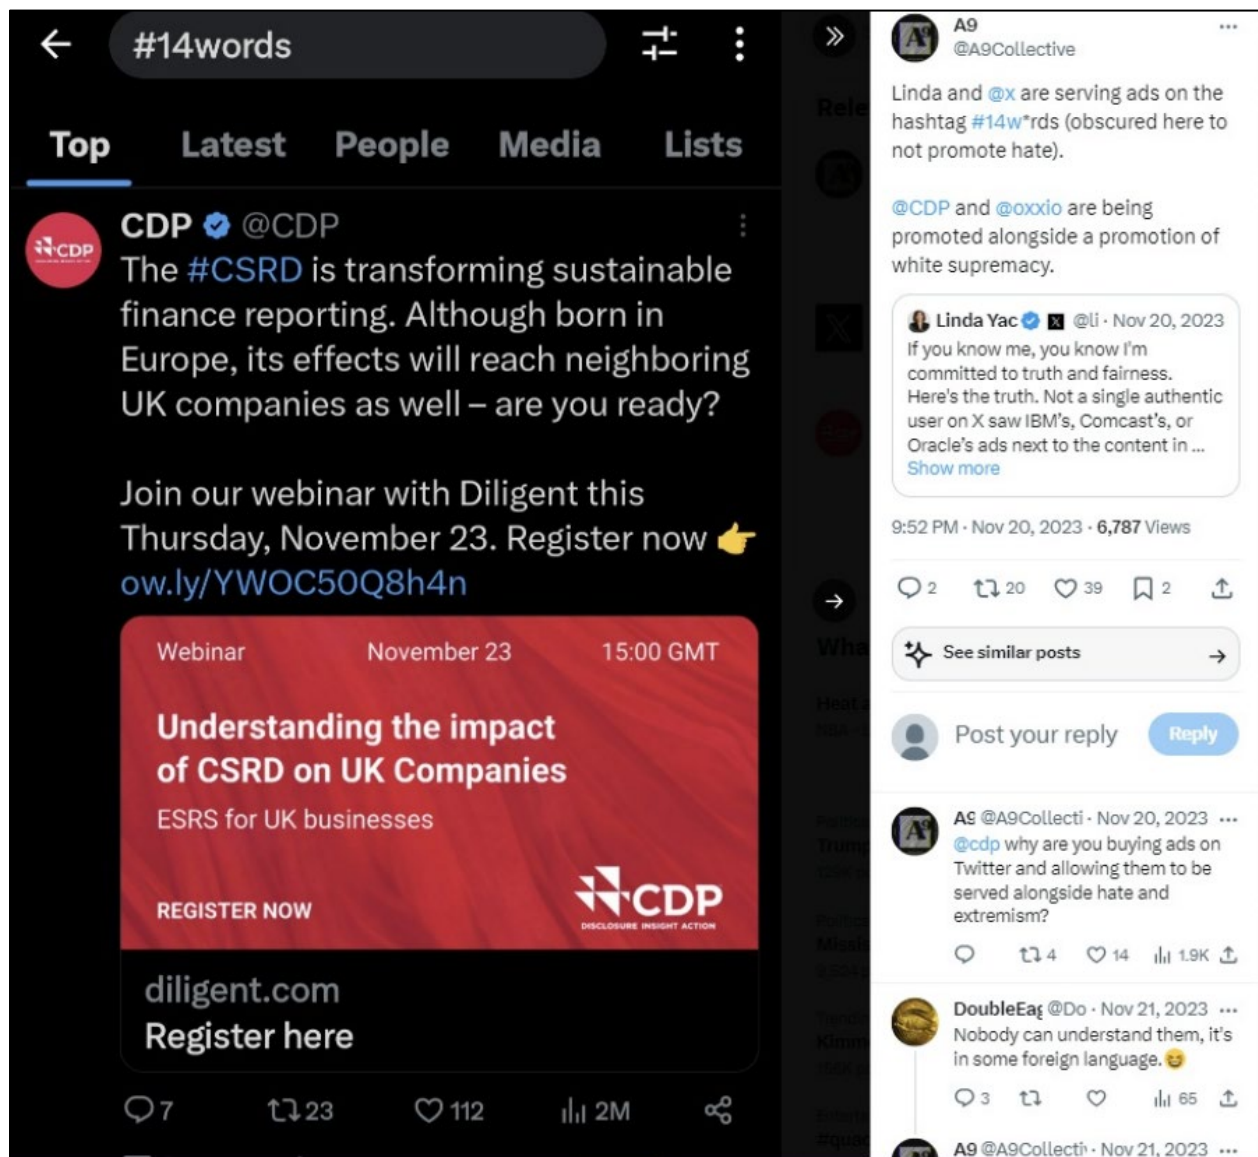 #14words
Top Latest People Media Lists
CDP @CDP
The #CSRD is transforming sustainable
finance reporting. Although born in
Europe, its effects will reach neighboring
UK companies as well – are you ready?
Join our webinar with Diligent this
Thursday, November 23. Register now 👉
ow.ly/YWOC50Q8h4n
CDP
Webinar November 23 15:00 GMT
Understanding the impact
of CSRD on UK Companies
ESRS for UK businesses
REGISTER NOW
CDP
DISCLOSURE INSIGHT ACTION
diligent.com
Register here
7 23 112 2M
Rele
Wha
Heat a
Trump
Missis
Kimm
A9
@A9Collective
Linda and @x are serving ads on the
hashtag #14w*rds (obscured here to
not promote hate).
@CDP and @oxxio are being
promoted alongside a promotion of
white supremacy.
Linda Yac @li · Nov 20, 2023
If you know me, you know I'm
committed to truth and fairness.
Here's the truth. Not a single authentic
user on X saw IBM's, Comcast's, or
Oracle's ads next to the content in ...
Show more
9:52 PM · Nov 20, 2023 · 6,787 Views
2 20 39 2
See similar posts
Post your reply Reply
A9 @A9Collecti · Nov 20, 2023 ...
@cdp why are you buying ads on
Twitter and allowing them to be
served alongside hate and
extremism?
4 14 1.9K
DoubleEag @Do · Nov 21, 2023 ...
Nobody can understand them, it's
in some foreign language. 😆
3 65
A9 @A9Collecti · Nov 21, 2023 ...